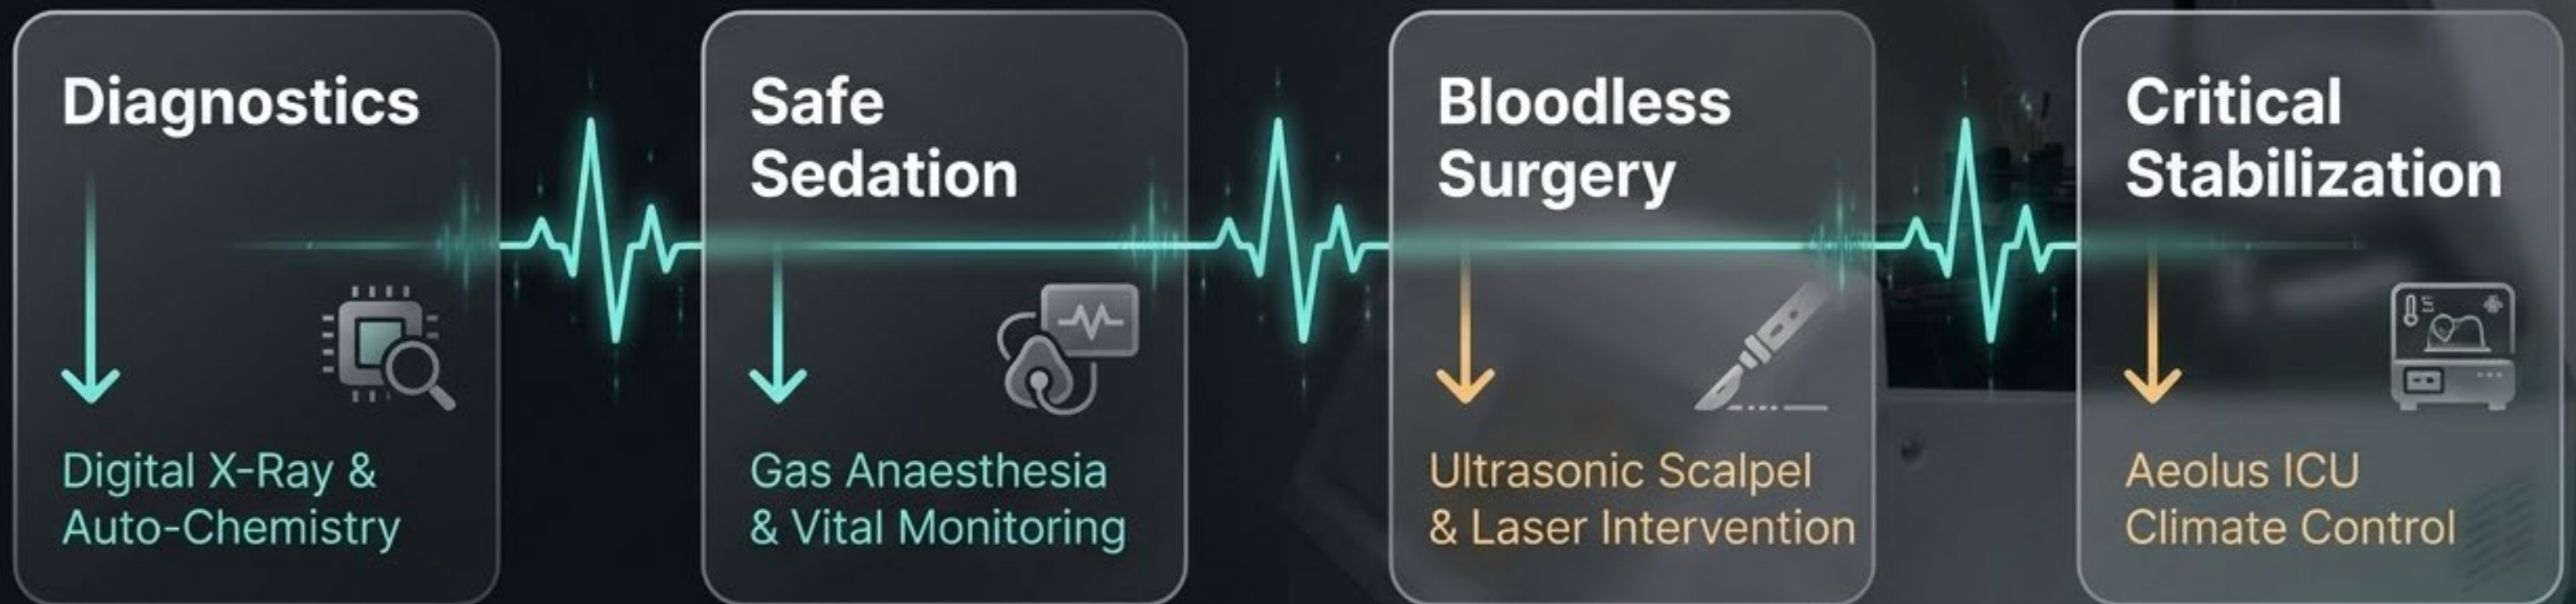 Diagnostics
Digital X-Ray &
Auto-Chemistry
Safe
Sedation
Gas Anaesthesia
& Vital Monitoring
Bloodless
Surgery
Ultrasonic Scalpel
& Laser Intervention
Critical
Stabilization
Aeolus ICU
Climate Control